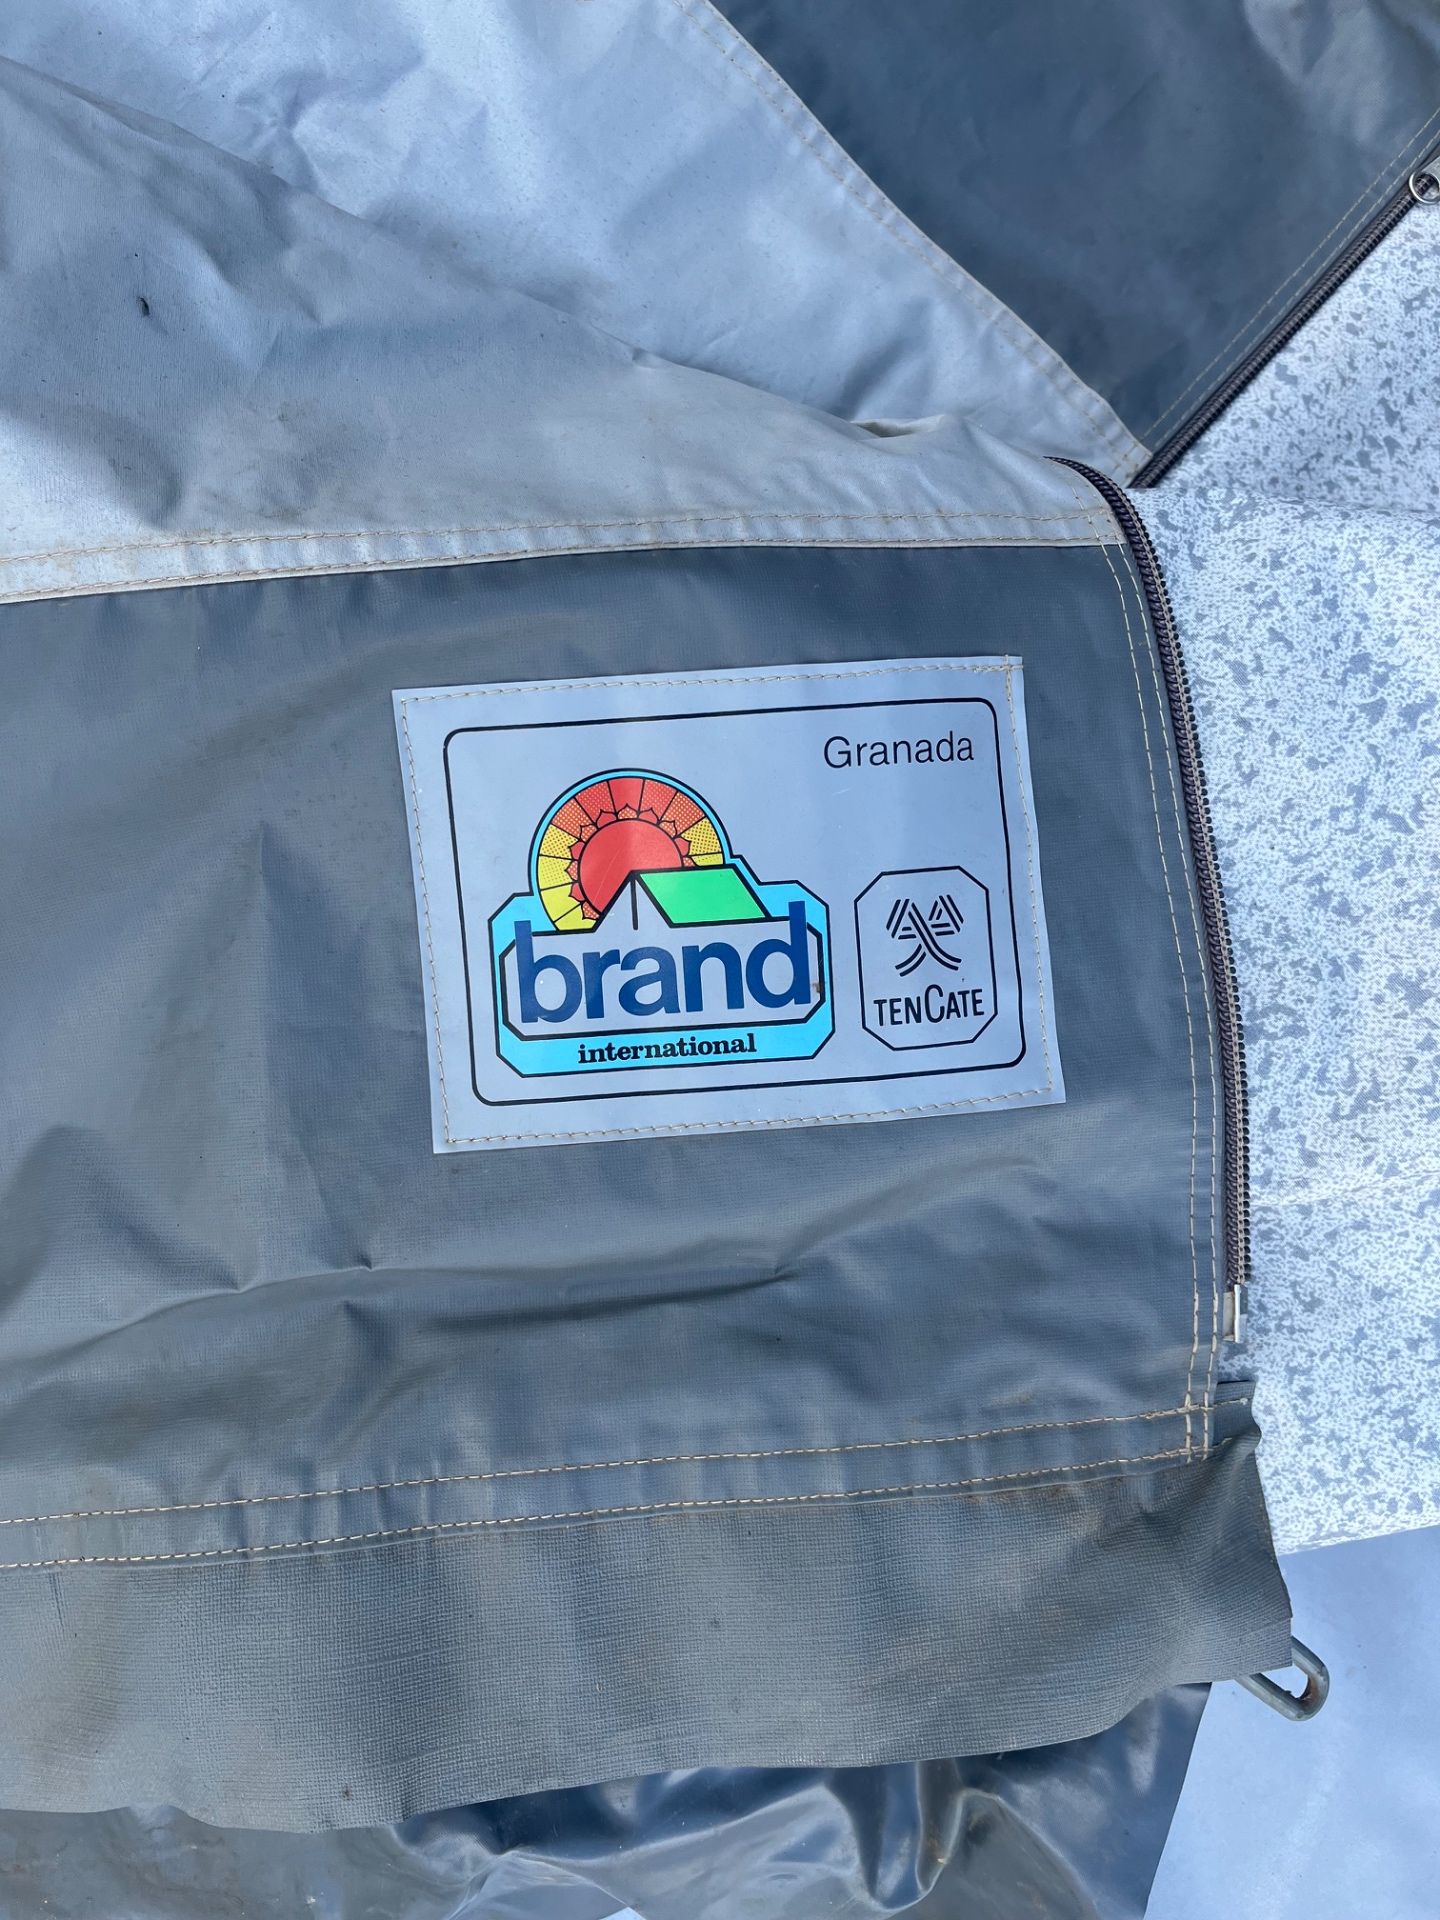 Granada
brand
international
TENCATE